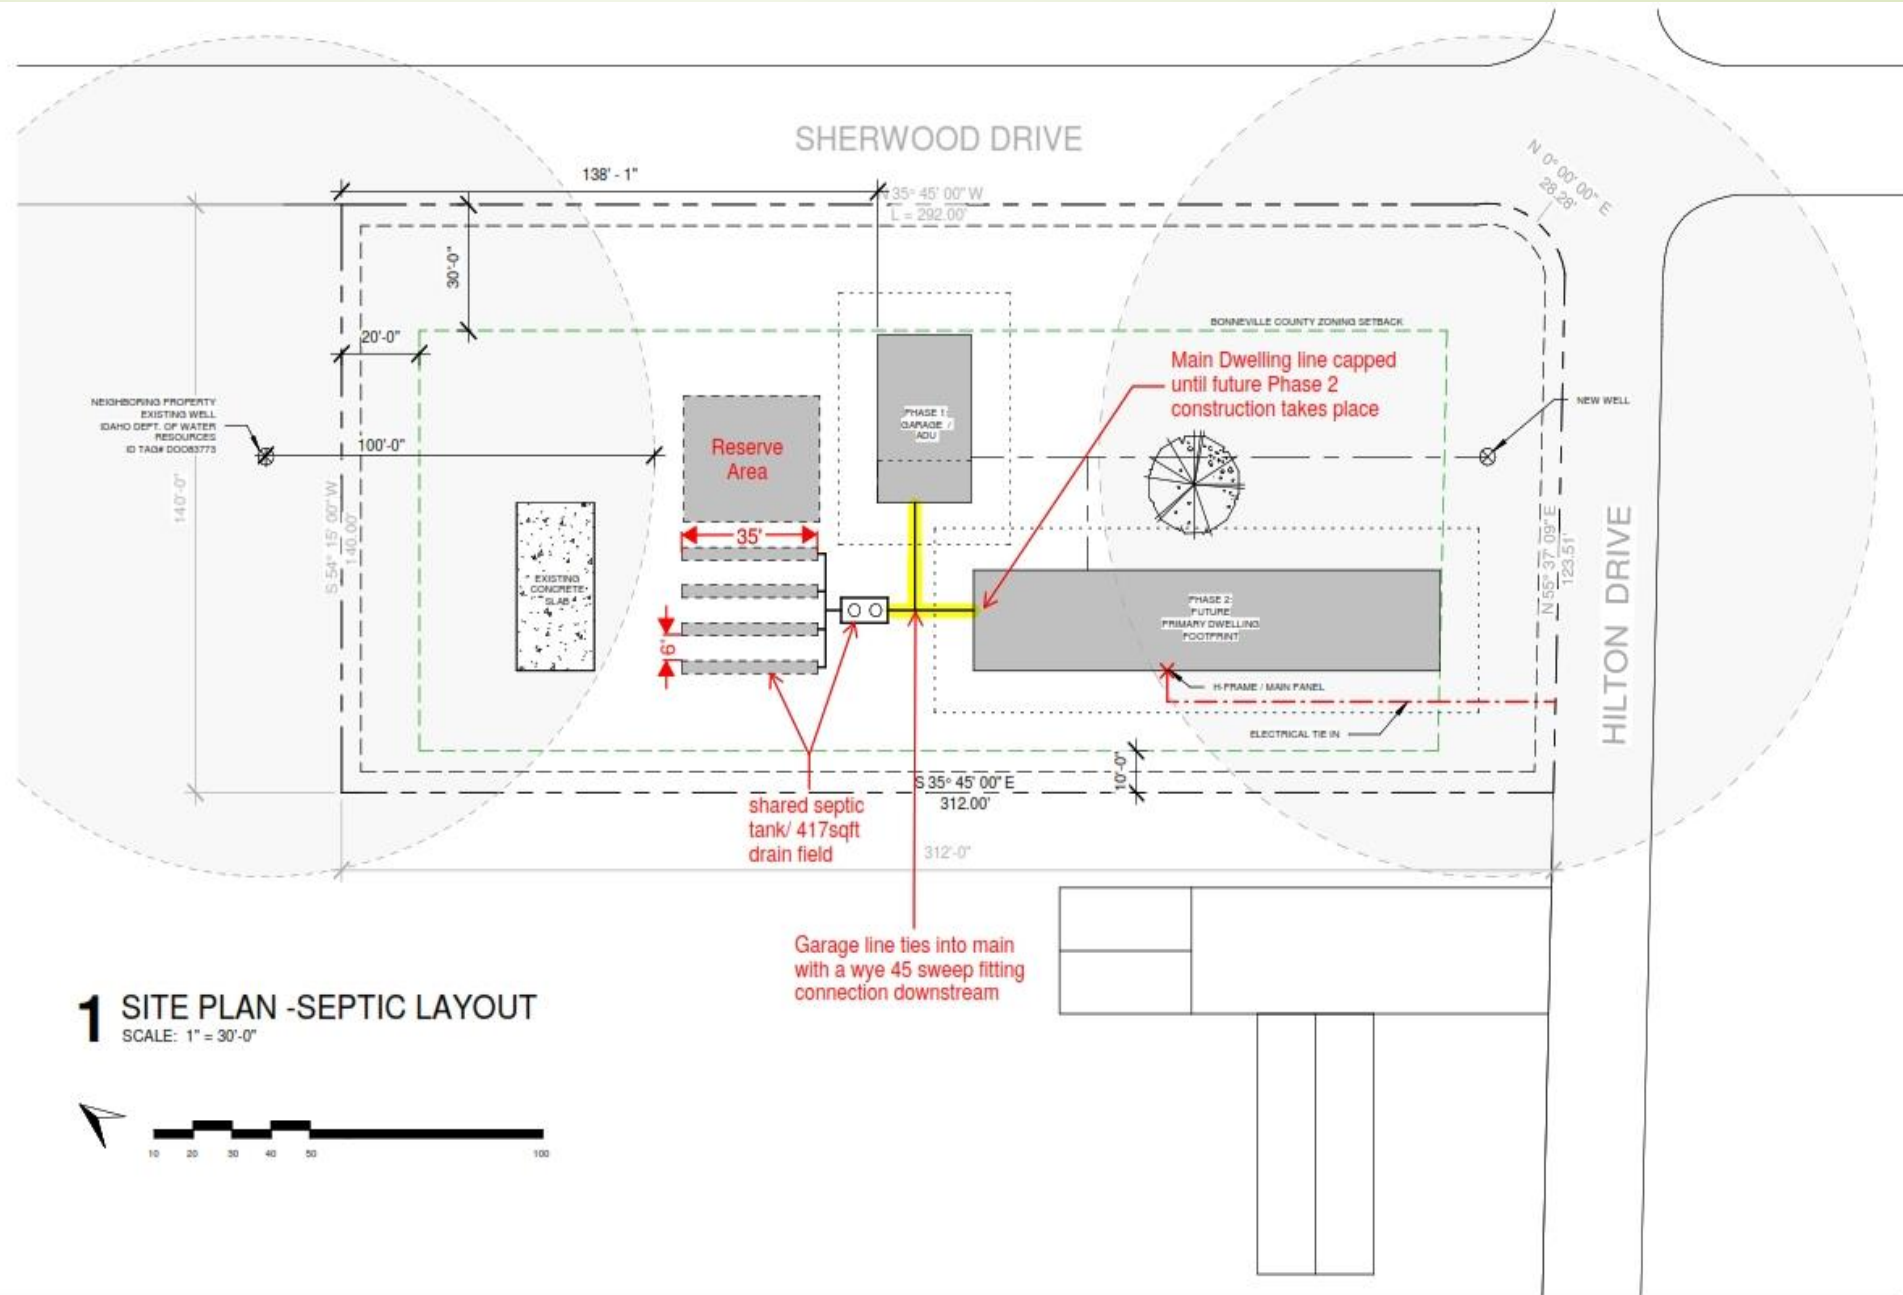 SHERWOOD DRIVE
138' - 1"
N 35° 45' 00" W
L = 292.00'
N 0° 00' 00" E
28.28'
30'-0"
20'-0"
BONNEVILLE COUNTY ZONING SETBACK
Main Dwelling line capped
until future Phase 2
construction takes place
NEIGHBORING PROPERTY
EXISTING WELL
IDAHO DEPT. OF WATER
RESOURCES
ID TAG# DOO63773
100'-0"
140'-0"
S 54° 15' 00" W
140.00'
Reserve
Area
PHASE 1:
GARAGE /
ADU
NEW WELL
35'
EXISTING
CONCRETE
SLAB
6'
PHASE 2:
FUTURE
PRIMARY DWELLING
FOOTPRINT
N 55° 37' 09" E
123.51'
HILTON DRIVE
H-FRAME / MAIN PANEL
ELECTRICAL TIE IN
10'-0"
S 35° 45' 00" E
312.00'
shared septic
tank/ 417sqft
drain field
312'-0"
Garage line ties into main
with a wye 45 sweep fitting
connection downstream
1 SITE PLAN -SEPTIC LAYOUT
SCALE: 1" = 30'-0"
10 20 30 40 50 100